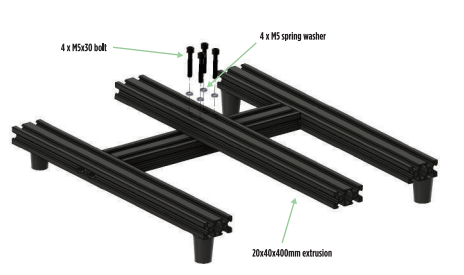 4 x M5x30 bolt
4 x M5 spring washer
20x40x400mm extrusion